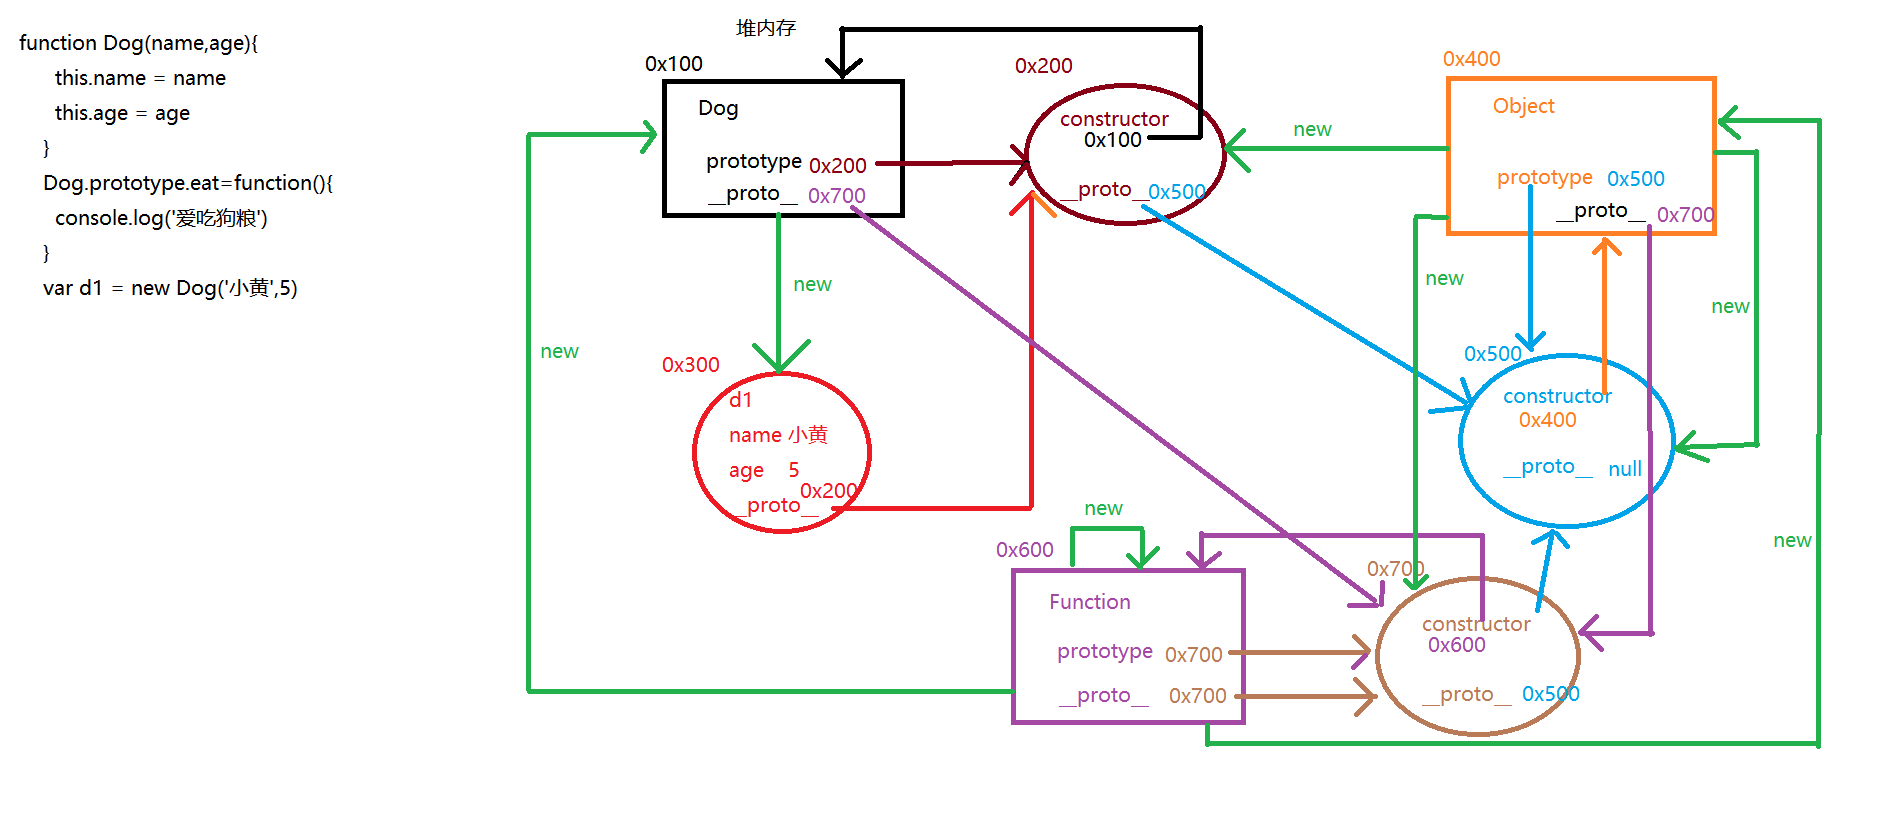 function Dog(name,age){
this.name = name
this.age = age
}
Dog.prototype.eat=function(){
console.log('爱吃狗粮')
}
var d1 = new Dog('小黄',5)
堆内存
0x100
Dog
prototype 0x200
__proto__ 0x700
0x200
constructor
0x100
__proto__ 0x500
new
0x400
Object
prototype 0x500
__proto__ 0x700
new
new
new
new
0x300
d1
name 小黄
age 5
0x200
__proto__
0x500
constructor
0x400
__proto__ null
new
new
0x600
Function
prototype 0x700
__proto__ 0x700
0x700
constructor
0x600
__proto__ 0x500